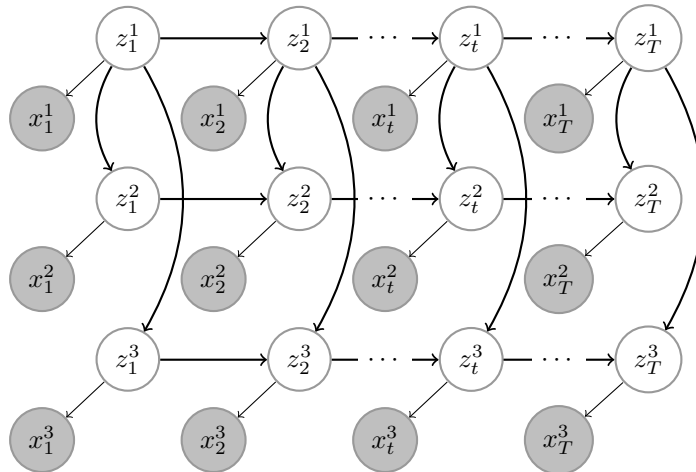 z_1^1 z_2^1 ⋯ z_t^1 ⋯ z_T^1
x_1^1 x_2^1 x_t^1 x_T^1
z_1^2 z_2^2 ⋯ z_t^2 ⋯ z_T^2
x_1^2 x_2^2 x_t^2 x_T^2
z_1^3 z_2^3 ⋯ z_t^3 ⋯ z_T^3
x_1^3 x_2^3 x_t^3 x_T^3